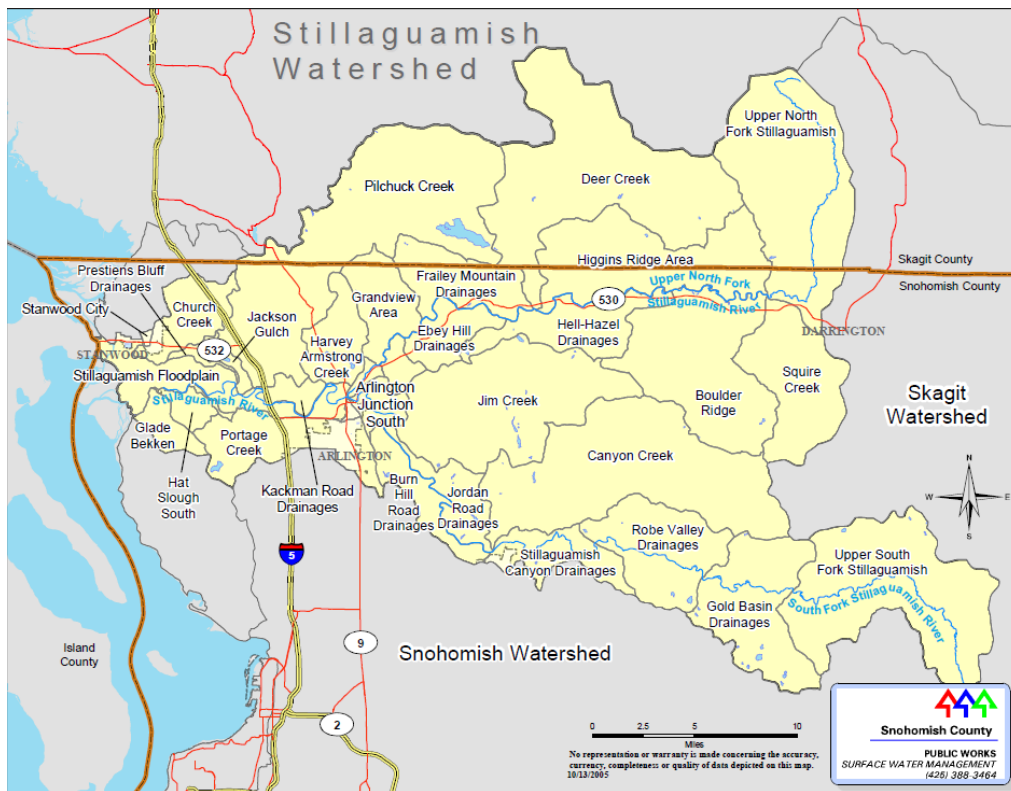 Stillaguamish
Watershed
Upper North
Fork Stillaguamish
Pilchuck Creek
Deer Creek
Higgins Ridge Area
Skagit County
Snohomish County
Prestiens Bluff
Drainages
Frailey Mountain
Drainages
Upper North Fork
Stillaguamish River
530
Stanwood City
Church
Creek
Grandview
Area
Jackson
Gulch
Hell-Hazel
Drainages
DARRINGTON
Ebey Hill
Drainages
532
STANWOOD
Harvey
Armstrong
Creek
Stillaguamish Floodplain
Squire
Creek
Arlington
Junction
South
Jim Creek
Boulder
Ridge
Skagit
Watershed
Stillaguamish River
Glade
Bekken
Portage
Creek
ARLINGTON
Canyon Creek
Hat
Slough
South
Kackman Road
Drainages
Burn
Hill
Road
Drainages
Jordan
Road
Drainages
N
W
E
S
Robe Valley
Drainages
Stillaguamish
Canyon Drainages
Upper South
Fork Stillaguamish
5
Gold Basin
Drainages
South Fork Stillaguamish River
Island
County
9
Snohomish Watershed
2
0 2.5 5 10
Miles
No representation or warranty is made concerning the accuracy,
currency, completeness or quality of data depicted on this map.
10/13/2005
Snohomish County
PUBLIC WORKS
SURFACE WATER MANAGEMENT
(425) 388-3464